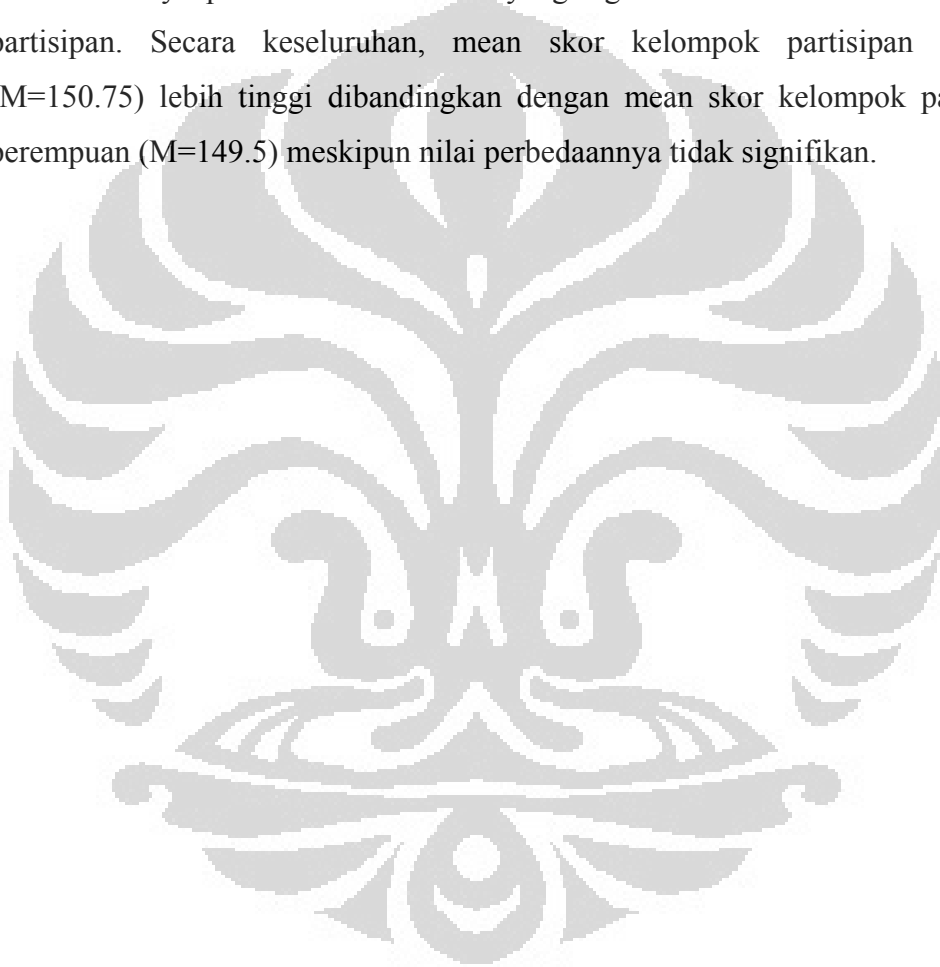 partisipan. Secara keseluruhan, mean skor kelompok partisipan
(M=150.75) lebih tinggi dibandingkan dengan mean skor kelompok pa
perempuan (M=149.5) meskipun nilai perbedaannya tidak signifikan.